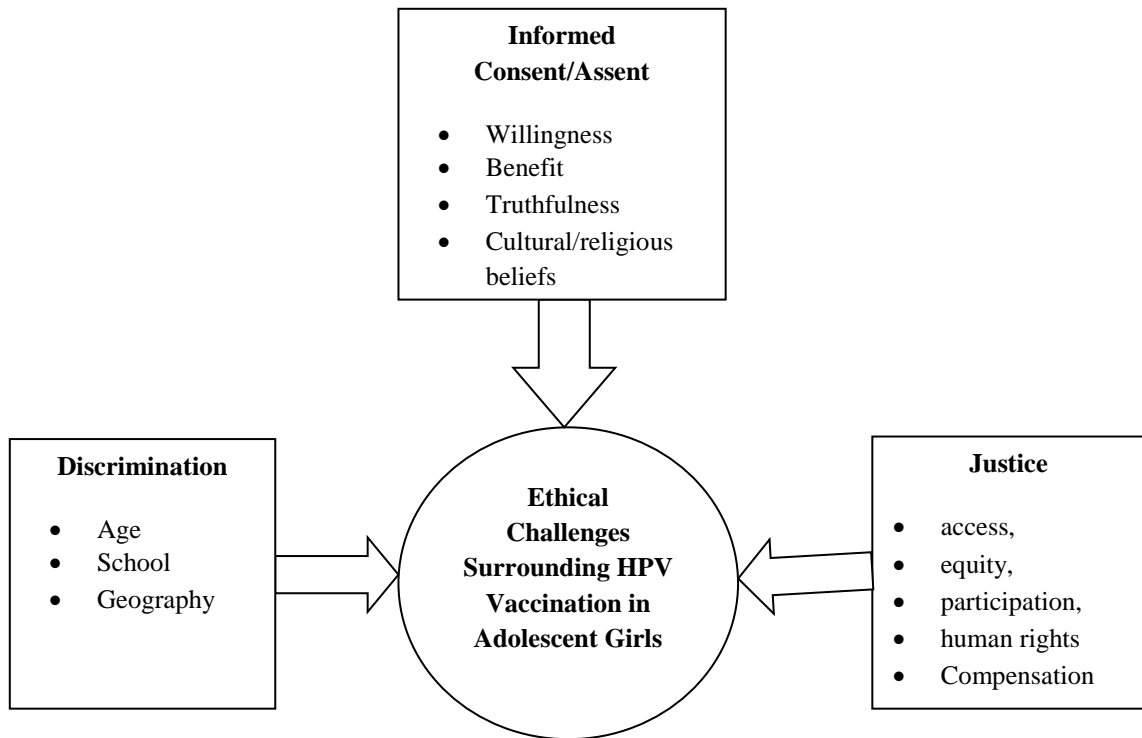 Informed
Consent/Assent
• Willingness
• Benefit
• Truthfulness
• Cultural/religious
beliefs
Discrimination
• Age
• School
• Geography
Ethical
Challenges
Surrounding HPV
Vaccination in
Adolescent Girls
Justice
• access,
• equity,
• participation,
• human rights
• Compensation